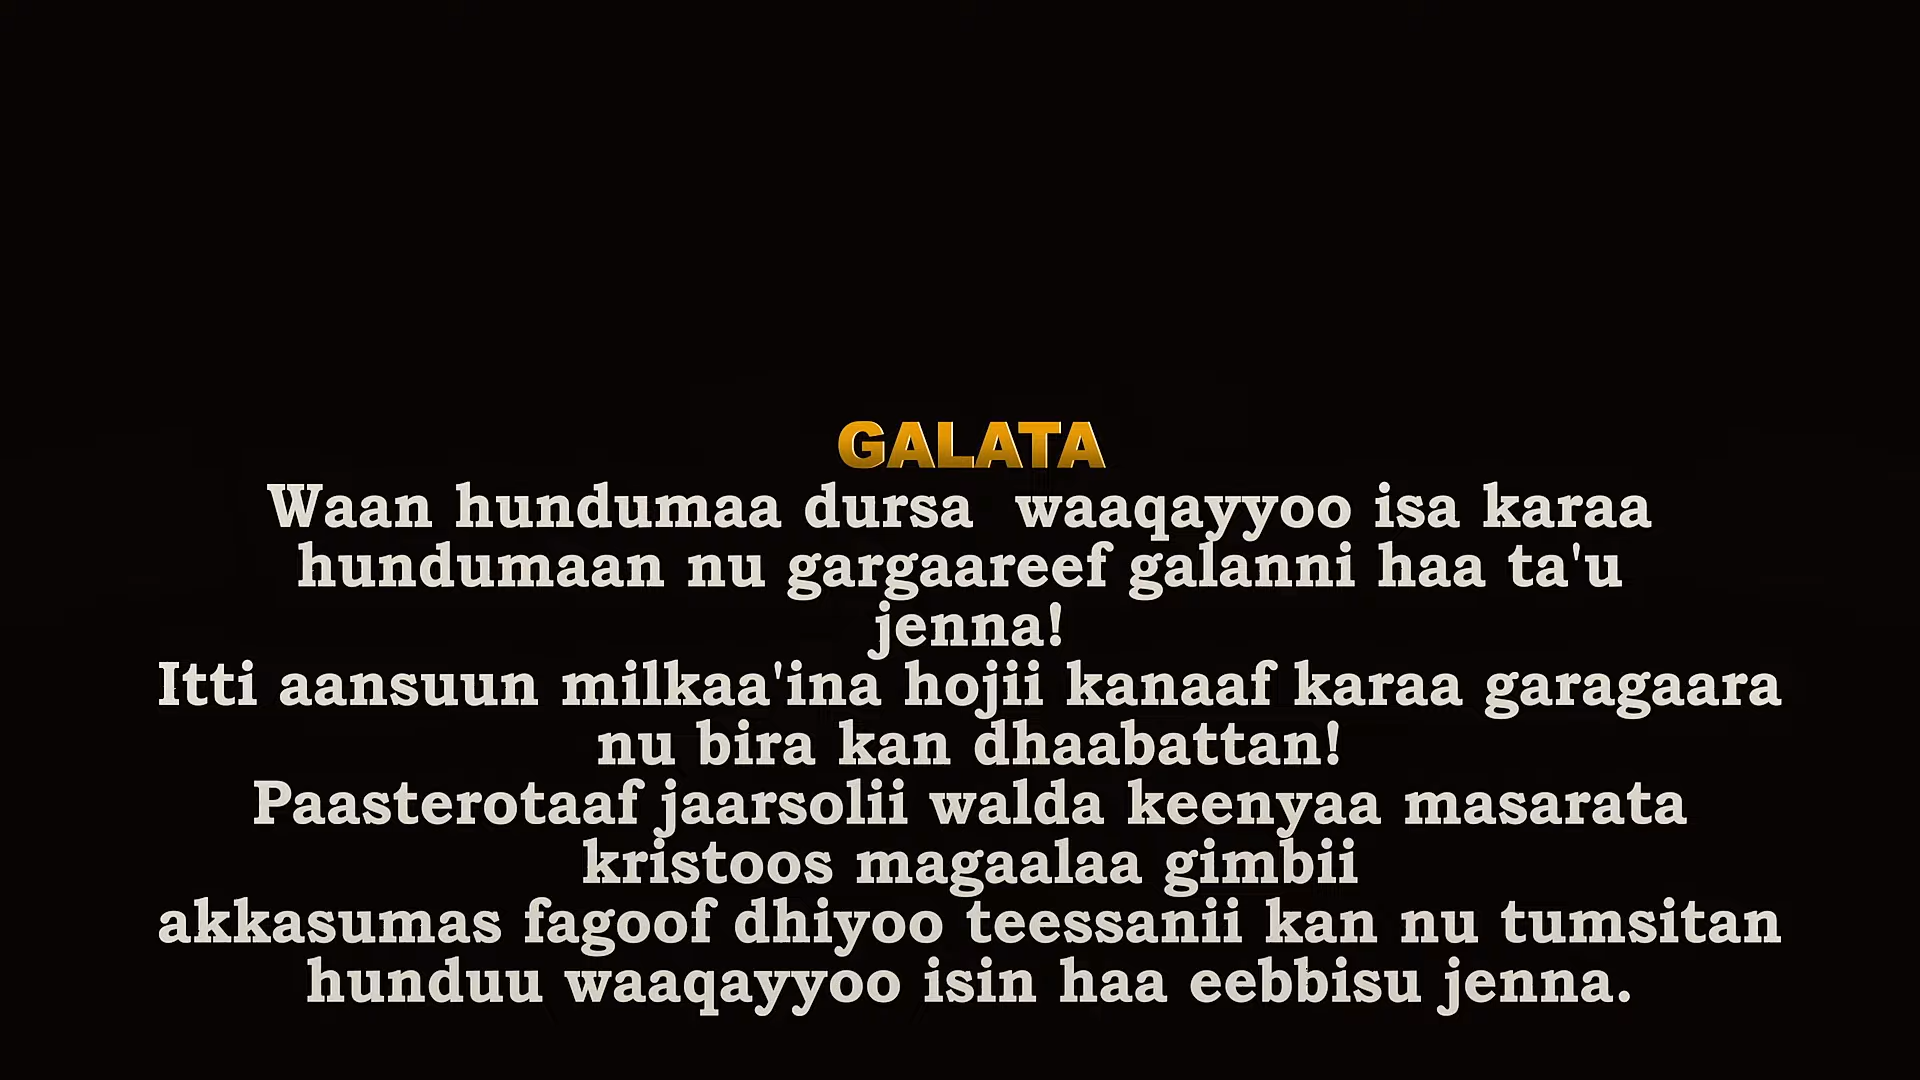 GALATA
Waan hundumaa dursa waaqayyoo isa karaa
hundumaan nu gargaareef galanni haa ta'u
jenna!
Itti aansuun milkaa'ina hojii kanaaf karaa garagaara
nu bira kan dhaabattan!
Paasterotaaf jaarsolii walda keenyaa masarata
kristoos magaalaa gimbii
akkasumas fagoof dhiyoo teessanii kan nu tumsitan
hunduu waaqayyoo isin haa eebbisu jenna.